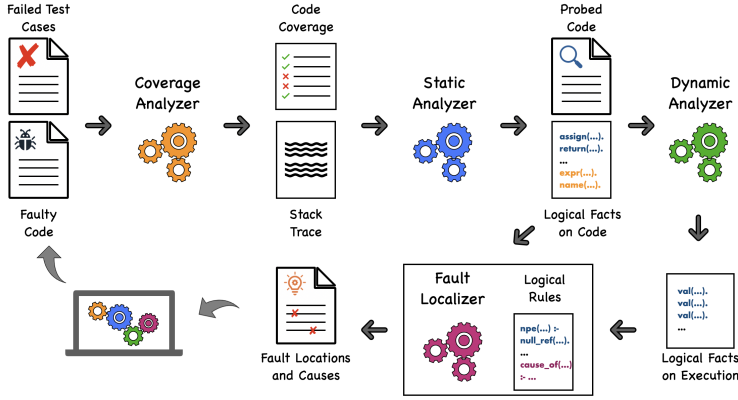 Failed Test
Cases
Code
Coverage
Probed
Code
Coverage
Analyzer
Static
Analyzer
Dynamic
Analyzer
assign(...).
return(...).
...
expr(...).
name(...).
Faulty
Code
Stack
Trace
Logical Facts
on Code
Fault
Localizer
Logical
Rules
npe(...) :-
null_ref(...).
...
cause_of(...)
:- ...
val(...).
val(...).
val(...).
...
Fault Locations
and Causes
Logical Facts
on Execution